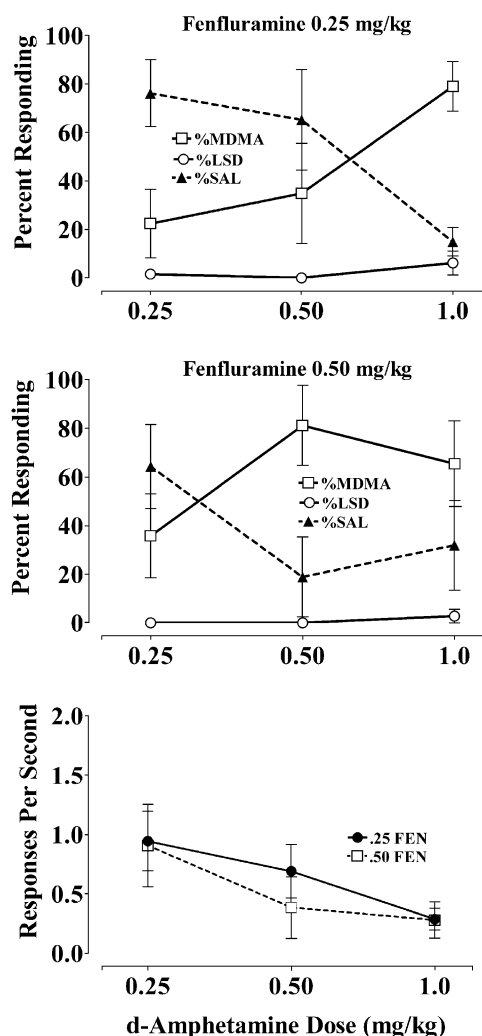 Fenfluramine 0.25 mg/kg
Percent Responding
100
80
60
40
20
0
%MDMA
%LSD
%SAL
0.25
0.50
1.0
Fenfluramine 0.50 mg/kg
Percent Responding
100
80
60
40
20
0
%MDMA
%LSD
%SAL
0.25
0.50
1.0
Responses Per Second
2.0
1.5
1.0
0.5
0.0
.25 FEN
.50 FEN
0.25
0.50
1.0
d-Amphetamine Dose (mg/kg)